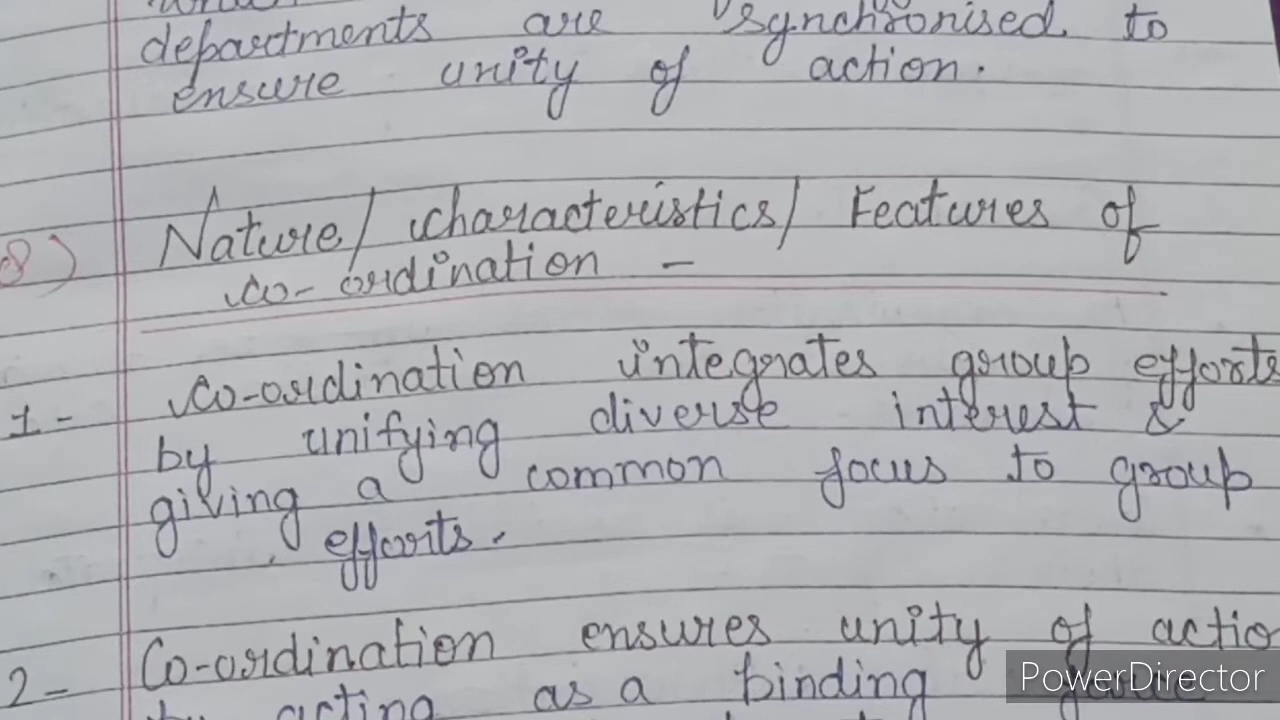 departments are synchronised to
ensure unity of action.
8) Nature/ characteristics/ Features of
co-ordination -
1- co-ordination integrates group efforts
by unifying diverse interest &
giving a common focus to group
efforts.
2- Co-ordination ensures unity of actio
acting as a binding
PowerDirector